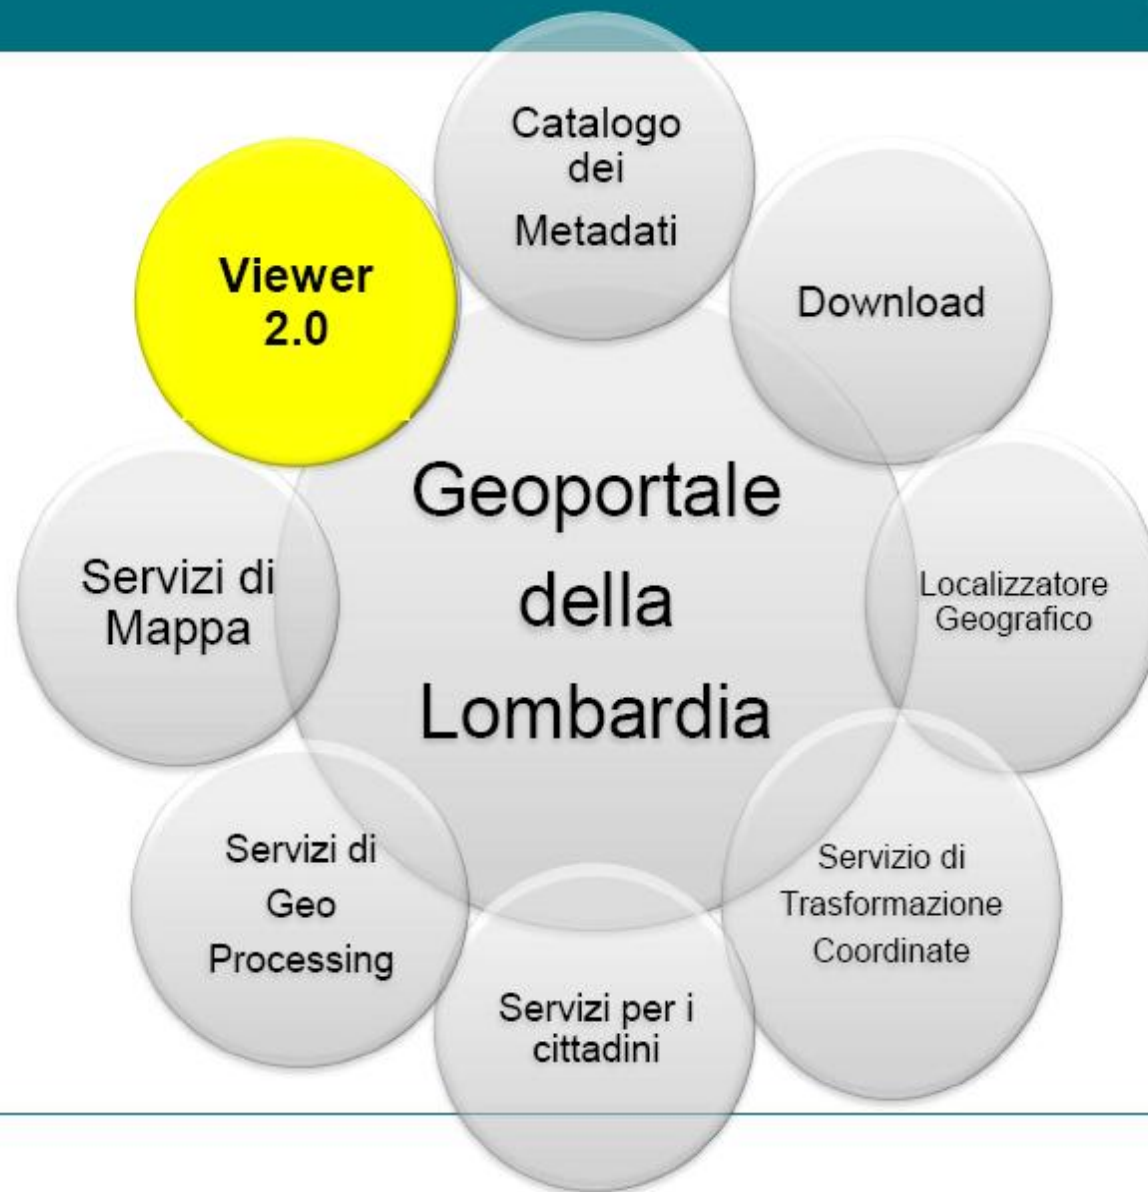 Catalogo
dei
Metadati
Viewer
2.0
Download
Geoportale
della
Lombardia
Servizi di
Mappa
Localizzatore
Geografico
Servizi di
Geo
Processing
Servizio di
Trasformazione
Coordinate
Servizi per i
cittadini